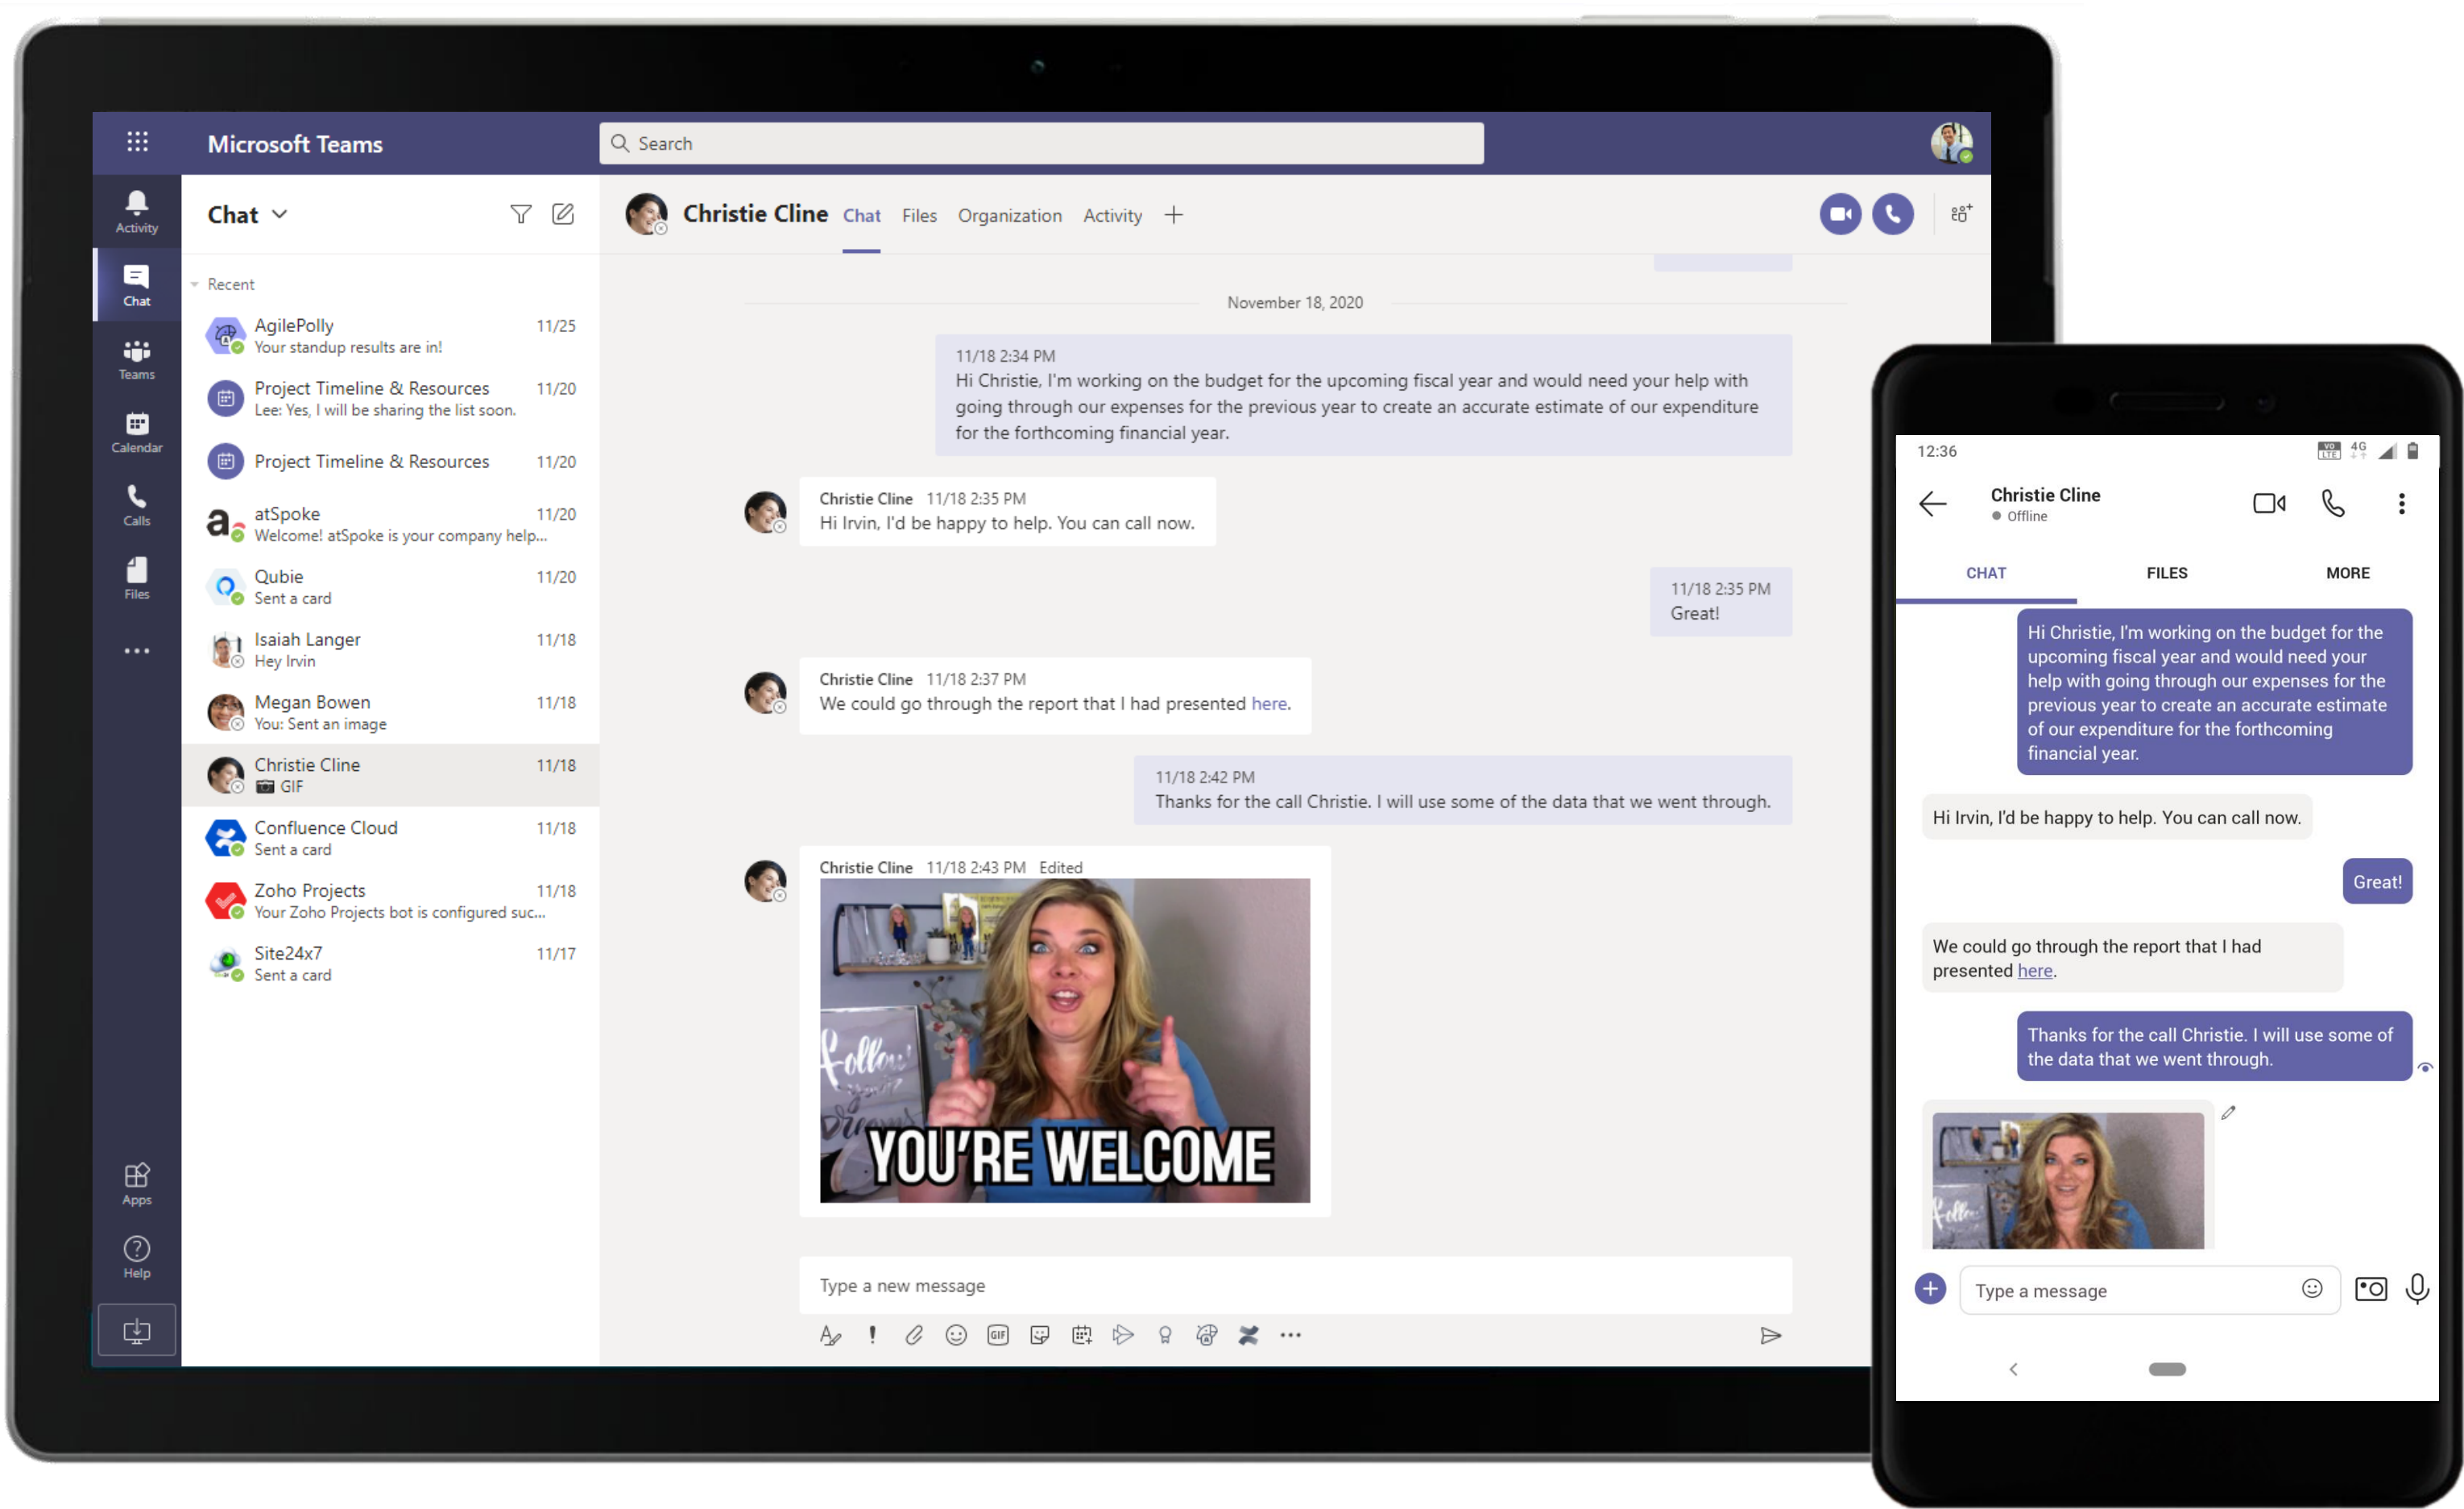 Microsoft Teams
Search
Activity
Chat
Teams
Calendar
Calls
Files
Apps
Help
Chat
Recent
AgilePolly 11/25
Your standup results are in!
Project Timeline & Resources 11/20
Lee: Yes, I will be sharing the list soon.
Project Timeline & Resources 11/20
atSpoke 11/20
Welcome! atSpoke is your company help...
Qubie 11/20
Sent a card
Isaiah Langer 11/18
Hey Irvin
Megan Bowen 11/18
You: Sent an image
Christie Cline 11/18
GIF
Confluence Cloud 11/18
Sent a card
Zoho Projects 11/18
Your Zoho Projects bot is configured suc...
Site24x7 11/17
Sent a card
Christie Cline Chat Files Organization Activity
November 18, 2020
11/18 2:34 PM
Hi Christie, I'm working on the budget for the upcoming fiscal year and would need your help with
going through our expenses for the previous year to create an accurate estimate of our expenditure
for the forthcoming financial year.
Christie Cline 11/18 2:35 PM
Hi Irvin, I'd be happy to help. You can call now.
11/18 2:35 PM
Great!
Christie Cline 11/18 2:37 PM
We could go through the report that I had presented here.
11/18 2:42 PM
Thanks for the call Christie. I will use some of the data that we went through.
Christie Cline 11/18 2:43 PM Edited
follow
Dreams
YOU'RE WELCOME
Type a new message
GIF
12:36 VO LTE 4G
Christie Cline
Offline
CHAT FILES MORE
Hi Christie, I'm working on the budget for the
upcoming fiscal year and would need your
help with going through our expenses for the
previous year to create an accurate estimate
of our expenditure for the forthcoming
financial year.
Hi Irvin, I'd be happy to help. You can call now.
Great!
We could go through the report that I had
presented here.
Thanks for the call Christie. I will use some of
the data that we went through.
Type a message